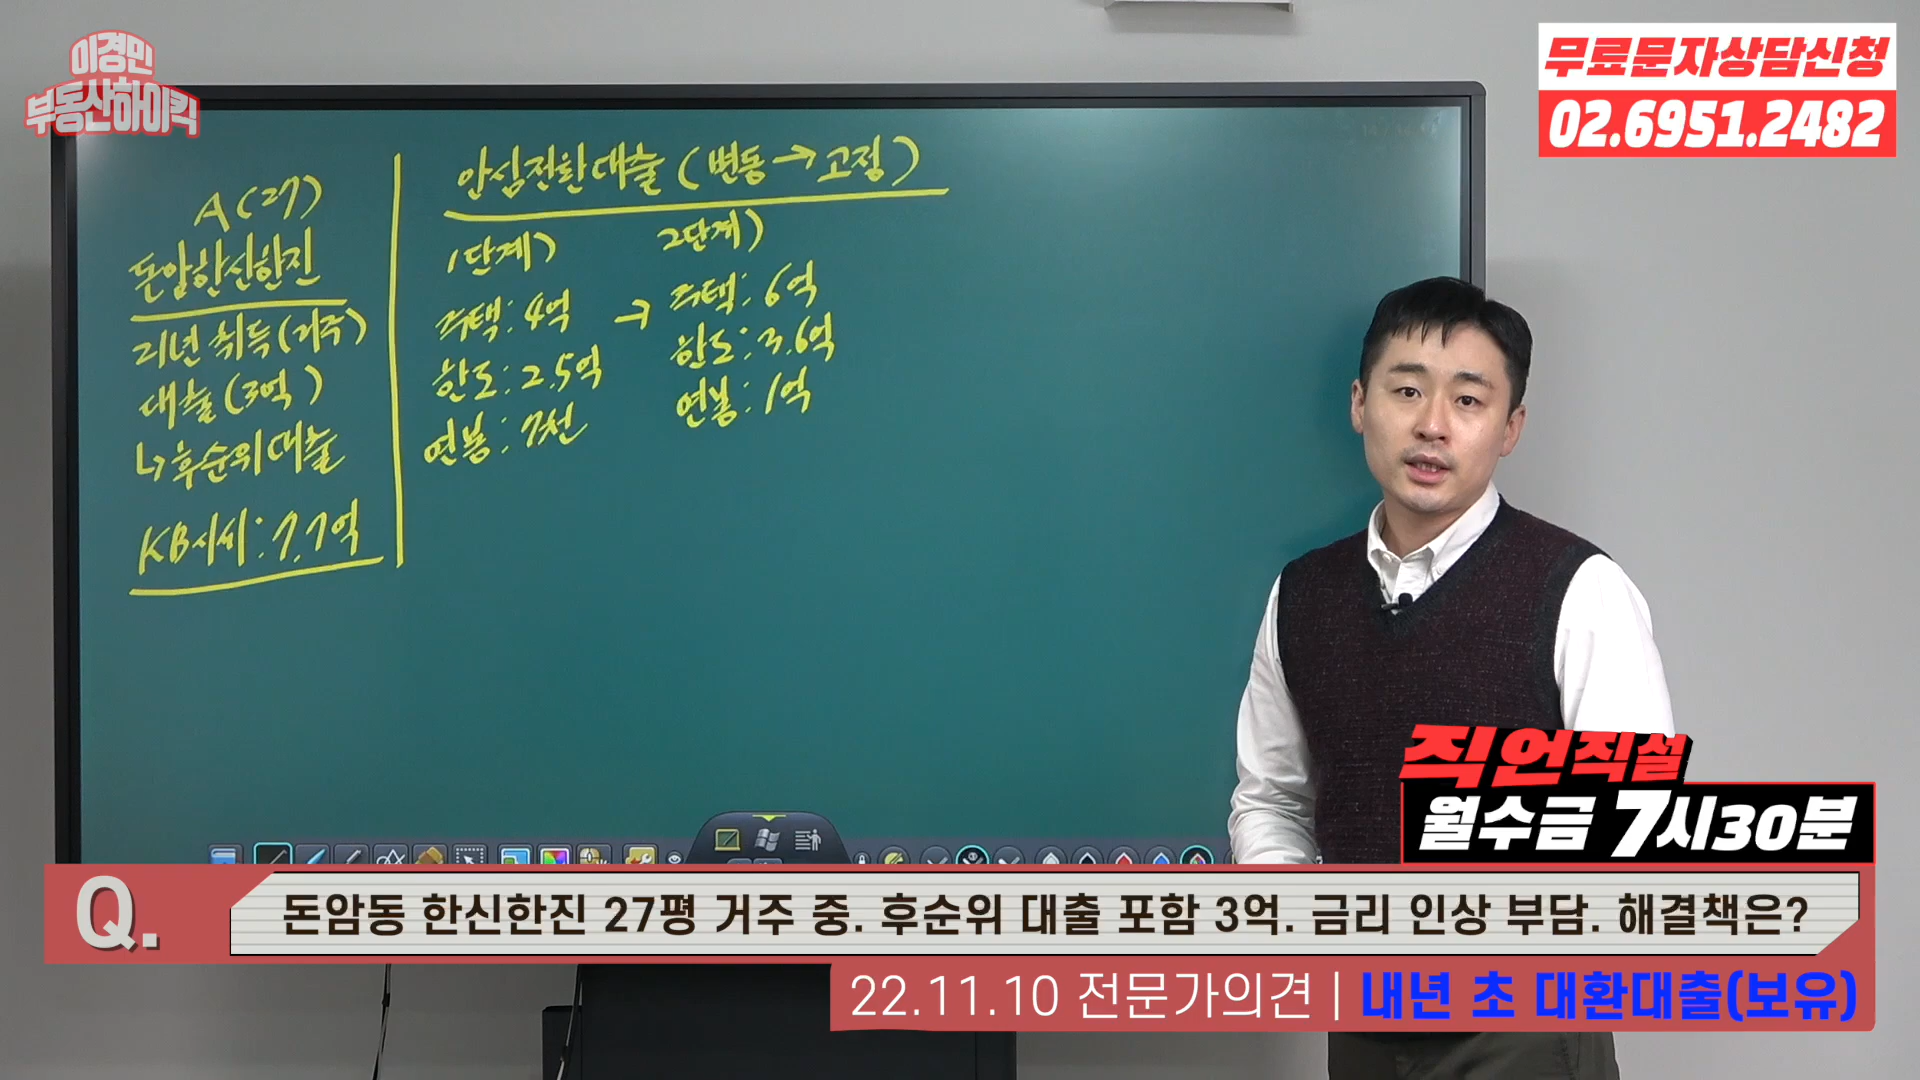 이경민
부동산하이킥
무료문자상담신청
02.6951.2482
A(27)
돈암한신한진
21년 취득(거주)
대출(3억)
↳후순위대출
KB시세:7.7억
안심전환대출(변동→고정)
1단계)
주택:4억
한도:2.5억
연봉:7천
→
2단계)
주택:6억
한도:3.6억
연봉:1억
직언직설
월수금 7시30분
Q.
돈암동 한신한진 27평 거주 중. 후순위 대출 포함 3억. 금리 인상 부담. 해결책은?
22.11.10 전문가의견 | 내년 초 대환대출(보유)